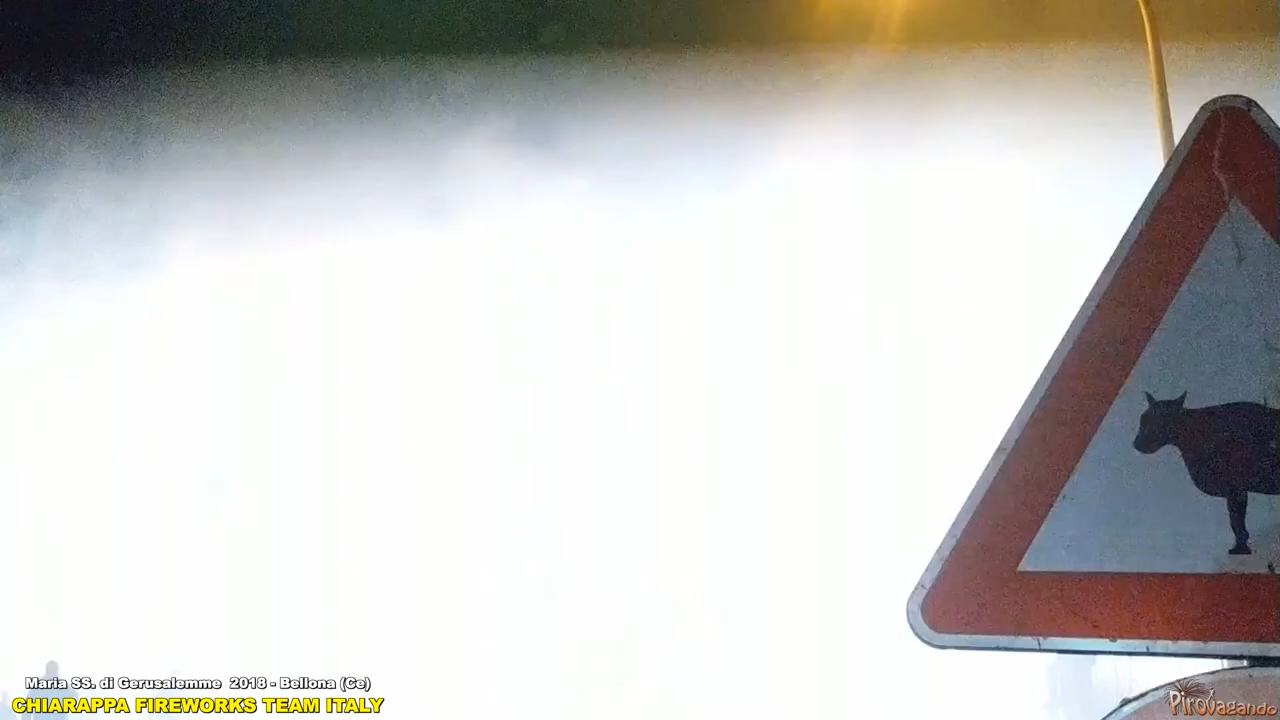 Maria SS. di Gerusalemme 2018 - Bellona (Ce)
CHIARAPPA FIREWORKS TEAM ITALY
Pirovagando